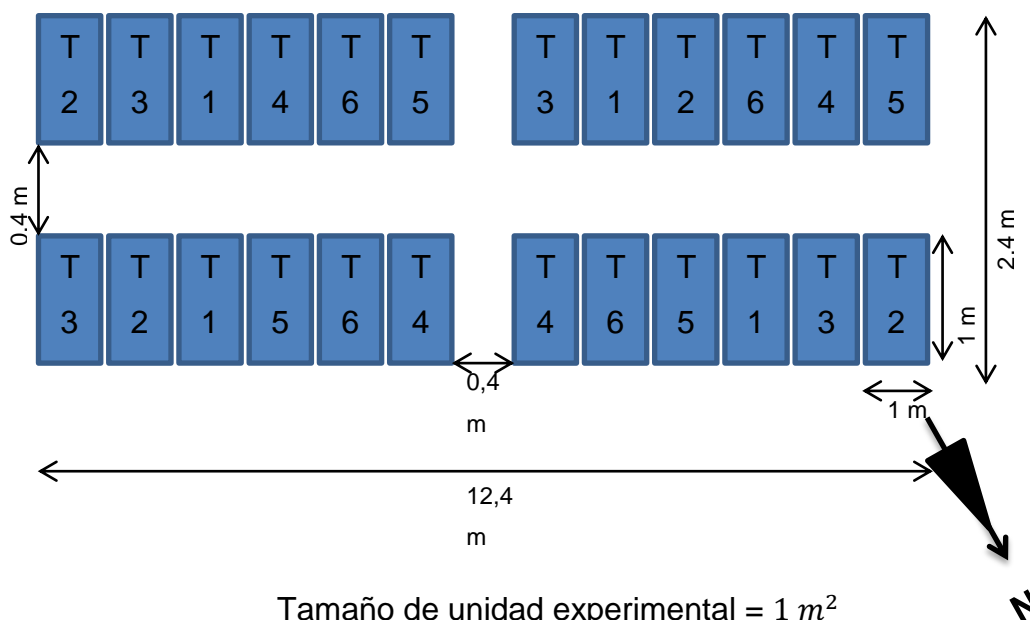 T T T T T T T T T T T T
2 3 1 4 6 5 3 1 2 6 4 5
0.4 m
2.4 m
T T T T T T T T T T T T
3 2 1 5 6 4 4 6 5 1 3 2
1 m
0,4
m
1 m
12,4
m
N
Tamaño de unidad experimental = 1 m²